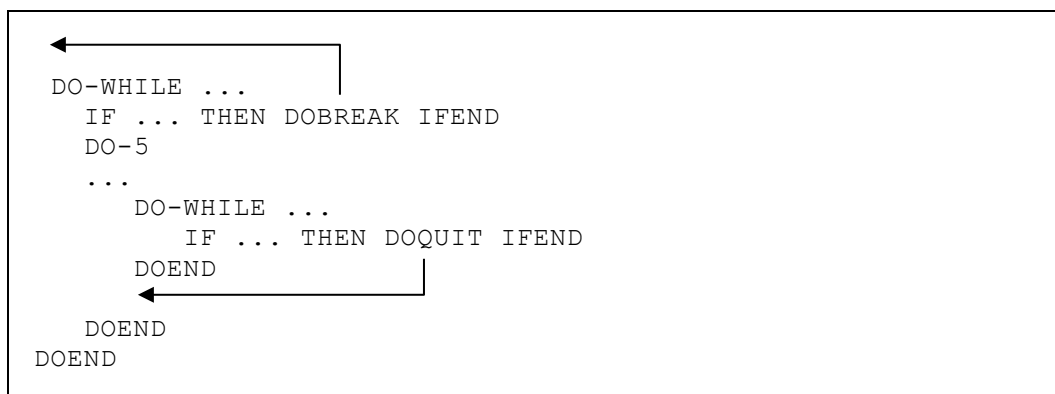 DO-WHILE ...
IF ... THEN DOBREAK IFEND
DO-5
...
DO-WHILE ...
IF ... THEN DOQUIT IFEND
DOEND
DOEND
DOEND